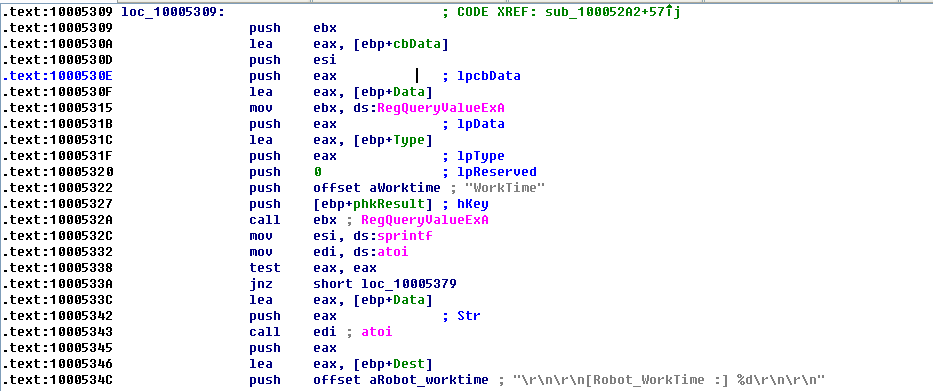 .text:10005309 loc_10005309: ; CODE XREF: sub_100052A2+57↑j
.text:10005309 push ebx
.text:1000530A lea eax, [ebp+cbData]
.text:1000530D push esi
.text:1000530E push eax ; lpcbData
.text:1000530F lea eax, [ebp+Data]
.text:10005315 mov ebx, ds:RegQueryValueExA
.text:1000531B push eax ; lpData
.text:1000531C lea eax, [ebp+Type]
.text:1000531F push eax ; lpType
.text:10005320 push 0 ; lpReserved
.text:10005322 push offset aWorktime ; "WorkTime"
.text:10005327 push [ebp+phkResult] ; hKey
.text:1000532A call ebx ; RegQueryValueExA
.text:1000532C mov esi, ds:sprintf
.text:10005332 mov edi, ds:atoi
.text:10005338 test eax, eax
.text:1000533A jnz short loc_10005379
.text:1000533C lea eax, [ebp+Data]
.text:10005342 push eax ; Str
.text:10005343 call edi ; atoi
.text:10005345 push eax
.text:10005346 lea eax, [ebp+Dest]
.text:1000534C push offset aRobot_worktime ; "\r\n\r\n[Robot_WorkTime :] %d\r\n\r\n"